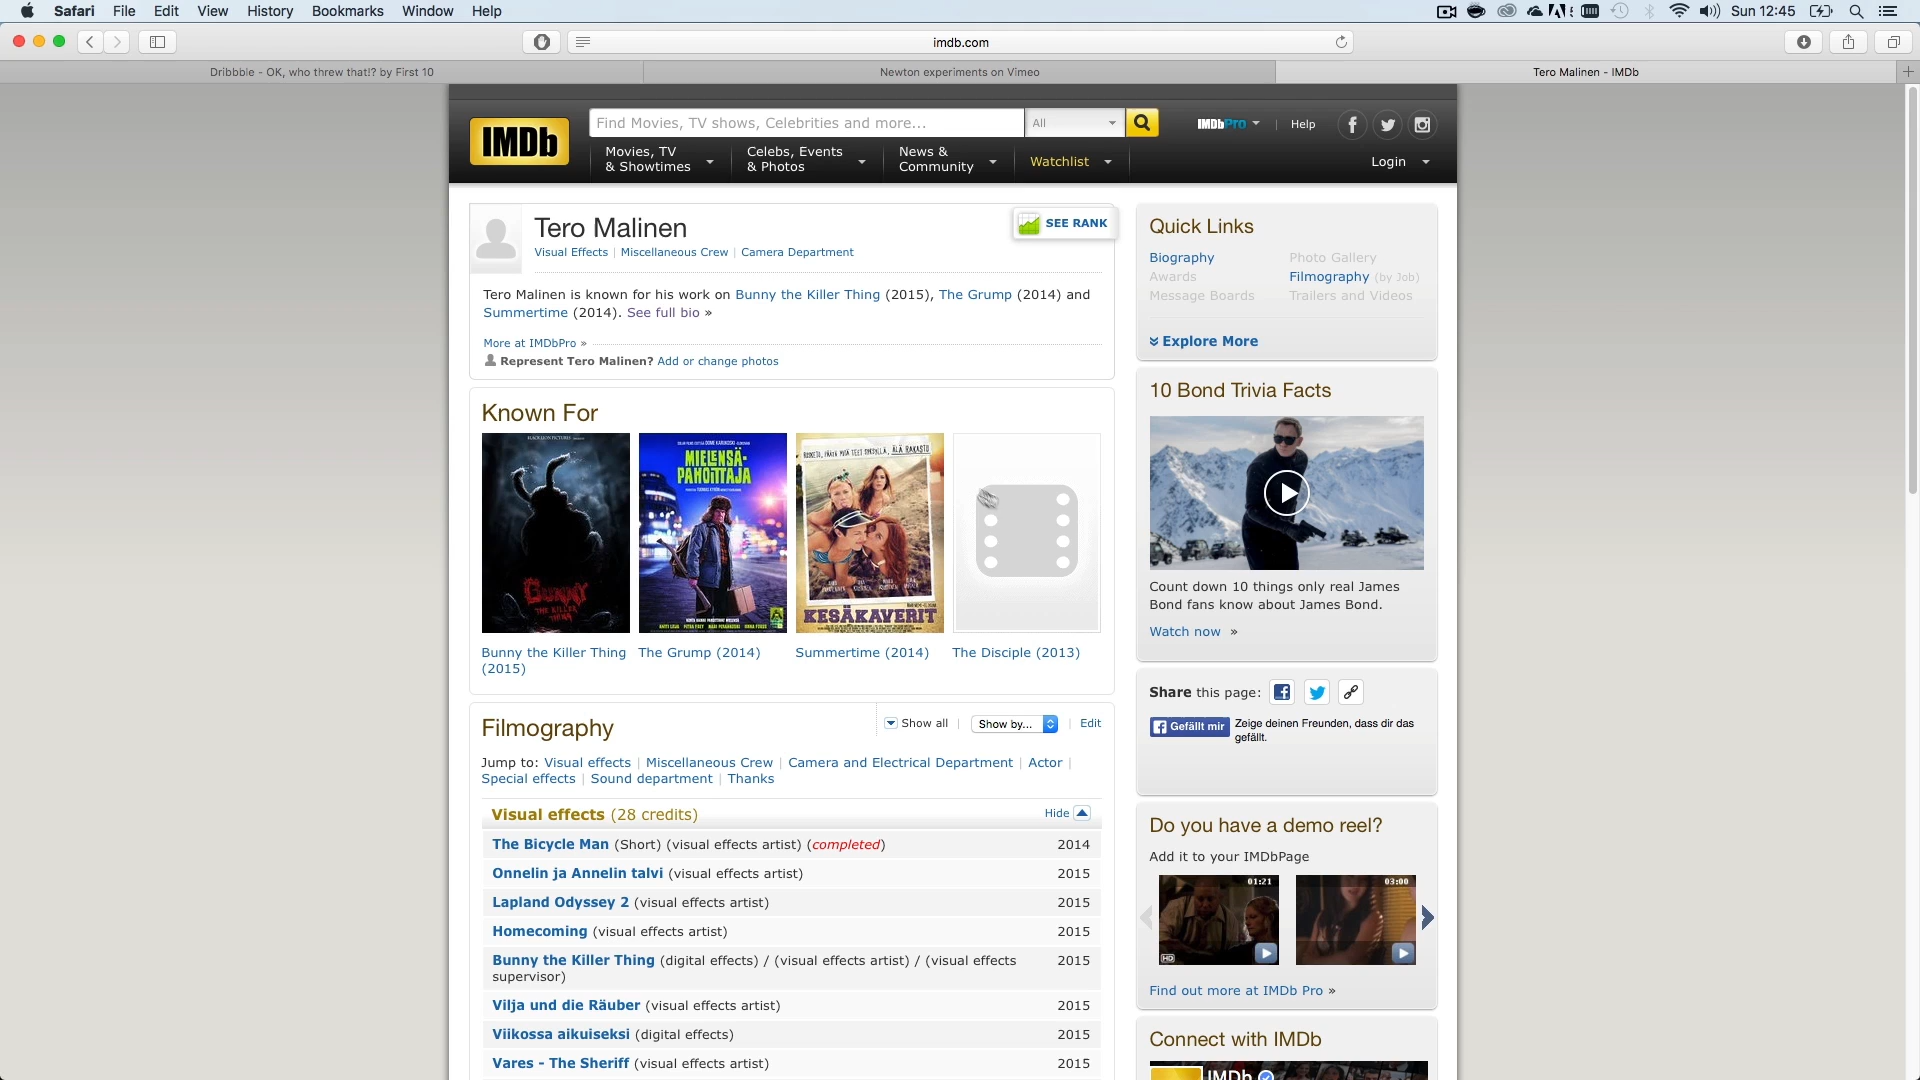 Safari File Edit View History Bookmarks Window Help
Sun 12:45
imdb.com
Dribbble - OK, who threw that!? by First 10
Newton experiments on Vimeo
Tero Malinen - IMDb
IMDb
Find Movies, TV shows, Celebrities and more...
All
IMDbPro
Help
Movies, TV
& Showtimes
Celebs, Events
& Photos
News &
Community
Watchlist
Login
Tero Malinen
SEE RANK
Visual Effects | Miscellaneous Crew | Camera Department
Tero Malinen is known for his work on Bunny the Killer Thing (2015), The Grump (2014) and
Summertime (2014). See full bio »
More at IMDbPro »
Represent Tero Malinen? Add or change photos
Known For
BUNNY
THE KILLER
THING
MIELENSÄ-
PAHOITTAJA
KESÄKAVERIT
Bunny the Killer Thing
(2015)
The Grump (2014)
Summertime (2014)
The Disciple (2013)
Filmography
Show all | Show by... | Edit
Jump to: Visual effects | Miscellaneous Crew | Camera and Electrical Department | Actor |
Special effects | Sound department | Thanks
Visual effects (28 credits)
Hide
The Bicycle Man (Short) (visual effects artist) (completed) 2014
Onnelin ja Annelin talvi (visual effects artist) 2015
Lapland Odyssey 2 (visual effects artist) 2015
Homecoming (visual effects artist) 2015
Bunny the Killer Thing (digital effects) / (visual effects artist) / (visual effects 2015
supervisor)
Vilja und die Räuber (visual effects artist) 2015
Viikossa aikuiseksi (digital effects) 2015
Vares - The Sheriff (visual effects artist) 2015
Quick Links
Biography Photo Gallery
Awards Filmography (by Job)
Message Boards Trailers and Videos
Explore More
10 Bond Trivia Facts
Count down 10 things only real James
Bond fans know about James Bond.
Watch now »
Share this page:
Gefällt mir
Zeige deinen Freunden, dass dir das
gefällt.
Do you have a demo reel?
Add it to your IMDbPage
01:21
HD
03:00
Find out more at IMDb Pro »
Connect with IMDb
IMDb